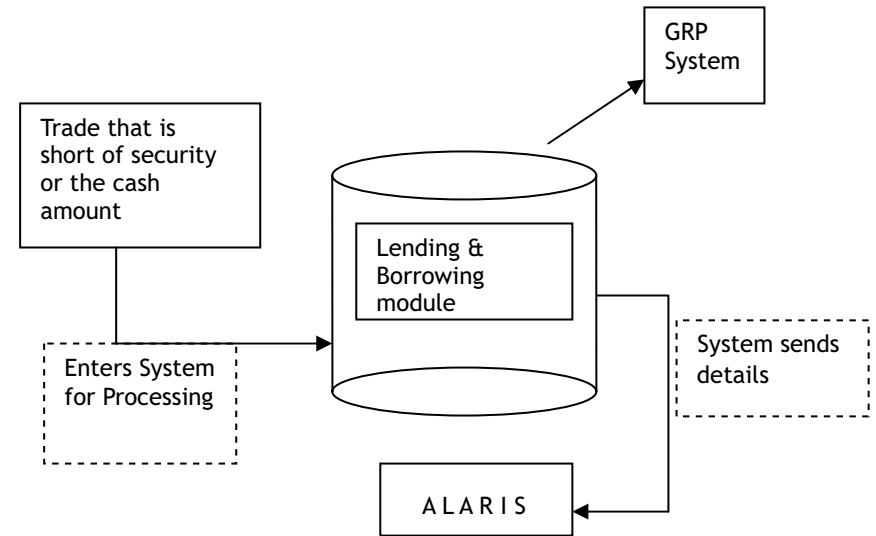 GRP
System
Trade that is
short of security
or the cash
amount
Lending &
Borrowing
module
Enters System
for Processing
System sends
details
A L A R I S